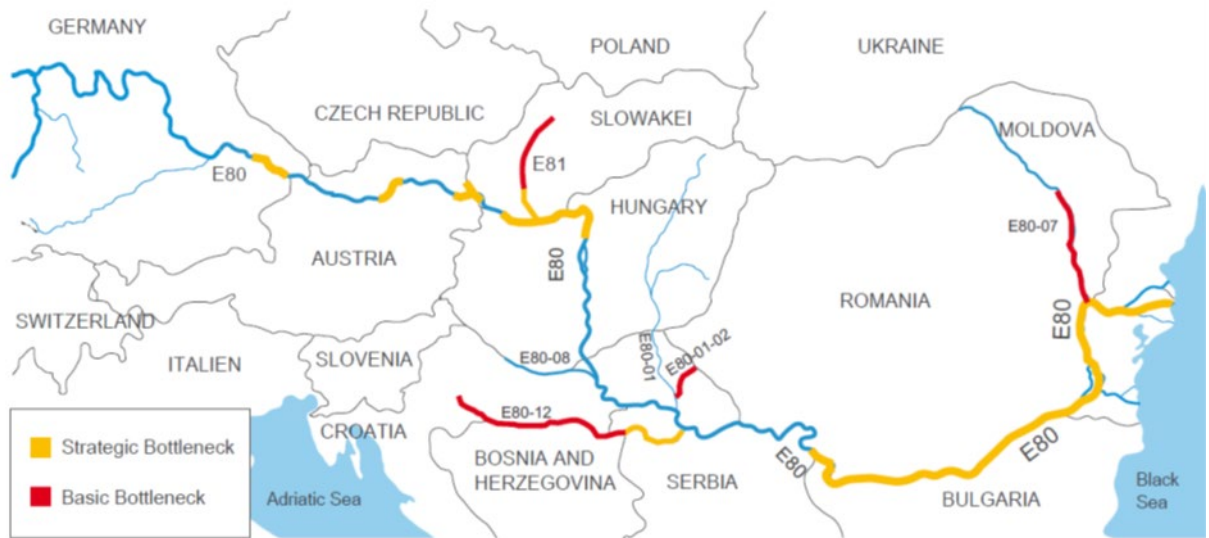 GERMANY
POLAND
UKRAINE
CZECH REPUBLIC
SLOWAKEI
MOLDOVA
E80
E81
HUNGARY
E80-07
AUSTRIA
E80
ROMANIA
E80
SWITZERLAND
ITALIEN
SLOVENIA
E80-08
E80-01
E80-01-02
E80-12
CROATIA
Strategic Bottleneck
Basic Bottleneck
Adriatic Sea
BOSNIA AND
HERZEGOVINA
SERBIA
E80
E80
BULGARIA
Black
Sea